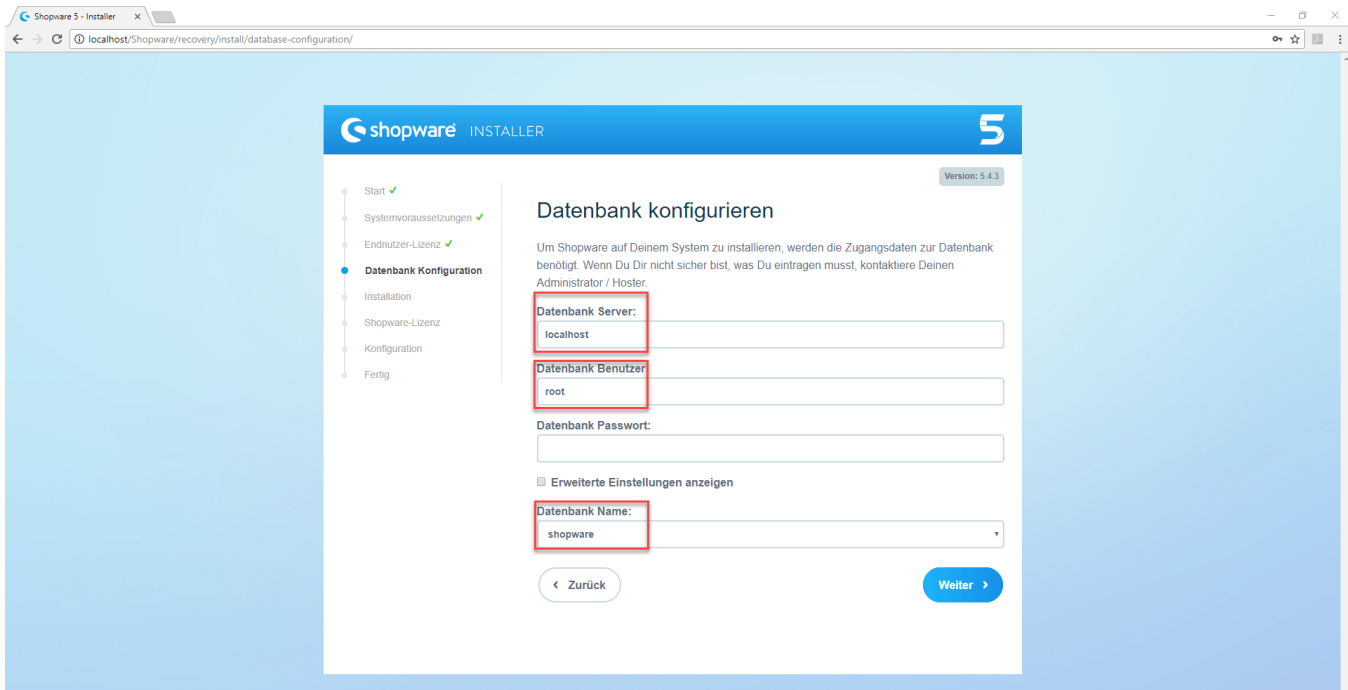 Shopware 5 - Installer
localhost/Shopware/recovery/install/database-configuration/
shopware INSTALLER 5
Version: 5.4.3
Start
Systemvoraussetzungen
Endnutzer-Lizenz
Datenbank Konfiguration
Installation
Shopware-Lizenz
Konfiguration
Fertig
Datenbank konfigurieren
Um Shopware auf Deinem System zu installieren, werden die Zugangsdaten zur Datenbank
benötigt. Wenn Du Dir nicht sicher bist, was Du eintragen musst, kontaktiere Deinen
Administrator / Hoster.
Datenbank Server:
localhost
Datenbank Benutzer
root
Datenbank Passwort:
Erweiterte Einstellungen anzeigen
Datenbank Name:
shopware
Zurück
Weiter